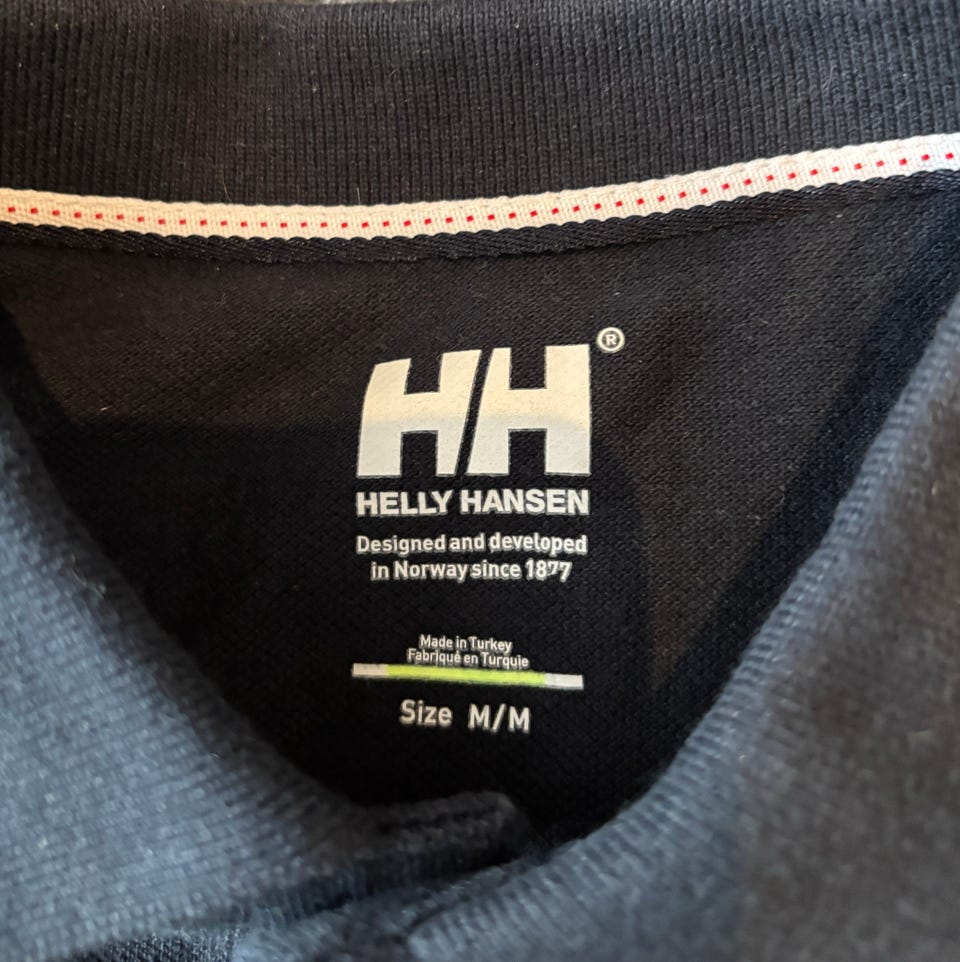 HH®
HELLY HANSEN
Designed and developed
in Norway since 1877
Made in Turkey
Fabriqué en Turquie
Size M/M